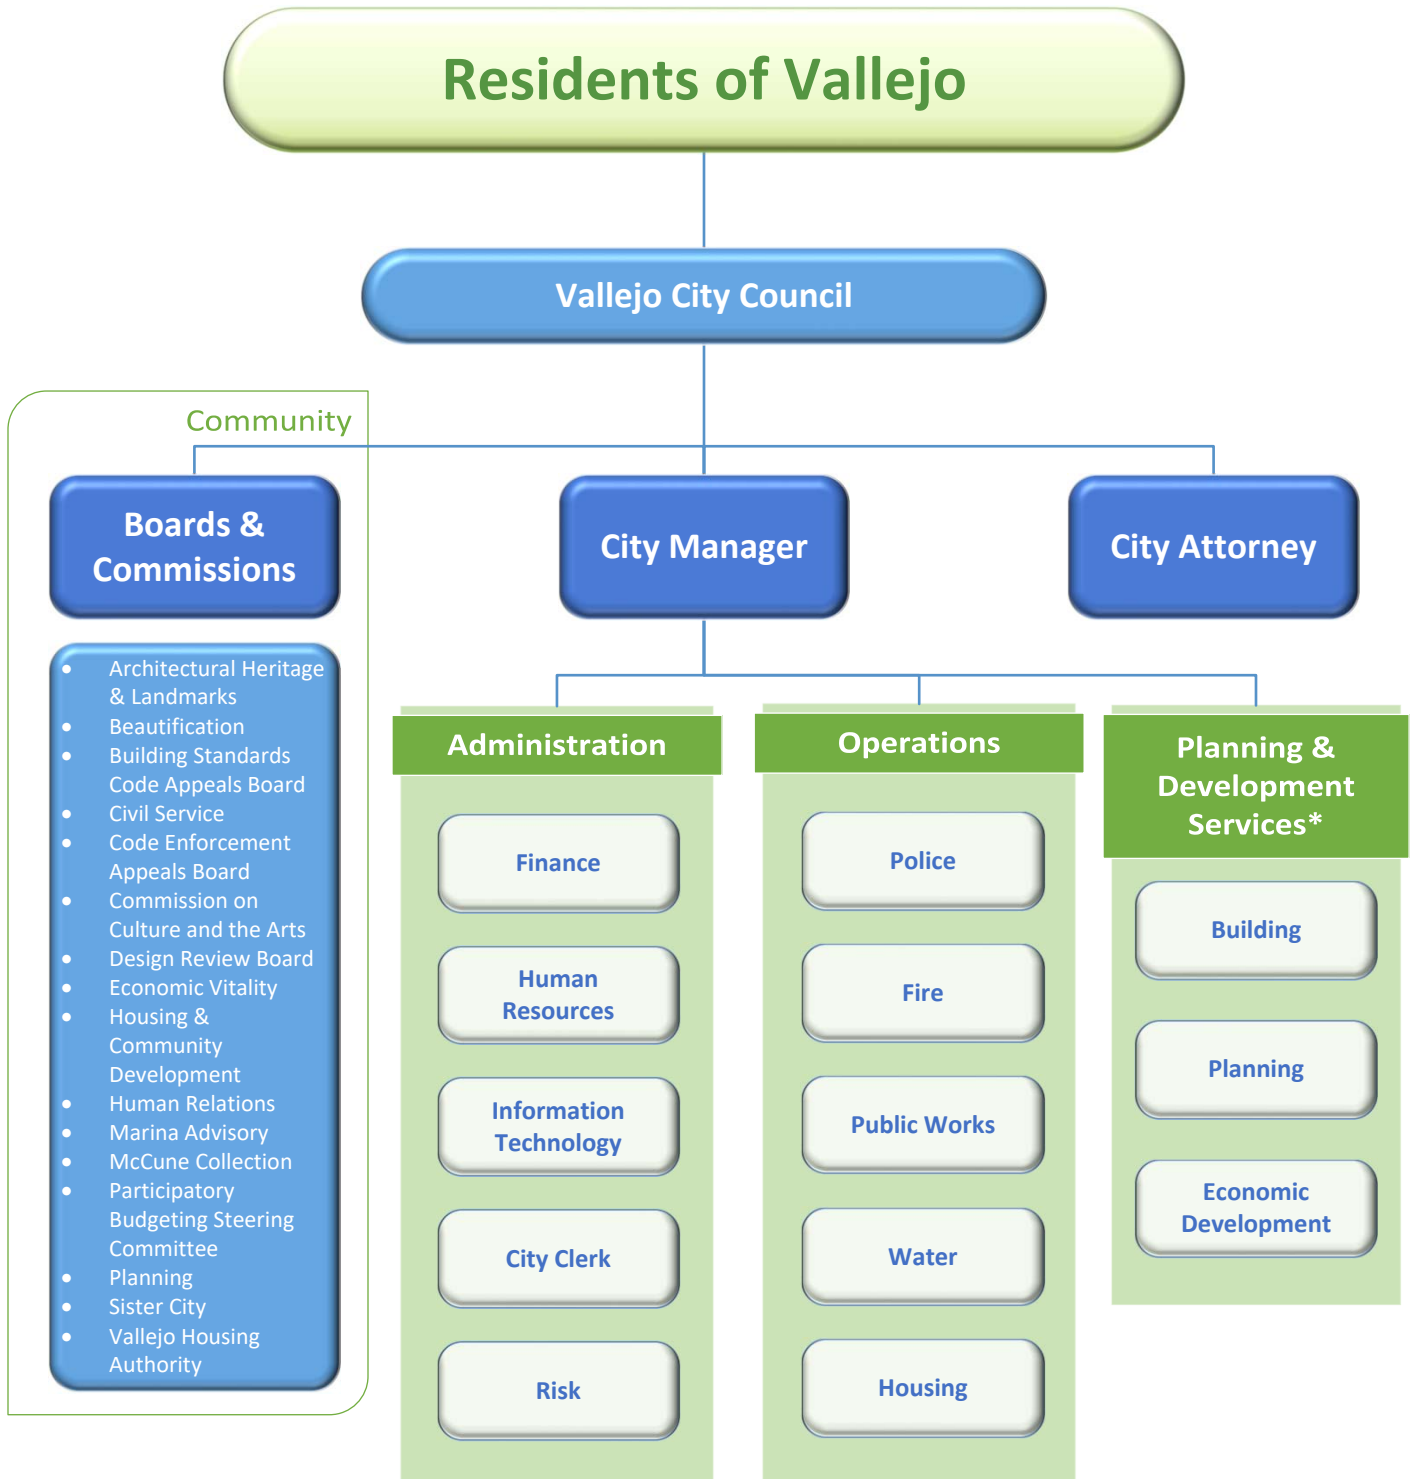 Residents of Vallejo
Vallejo City Council
Community
Boards &
Commissions
City Manager
City Attorney
• Architectural Heritage
& Landmarks
• Beautification
• Building Standards
Code Appeals Board
• Civil Service
• Code Enforcement
Appeals Board
• Commission on
Culture and the Arts
• Design Review Board
• Economic Vitality
• Housing &
Community
Development
• Human Relations
• Marina Advisory
• McCune Collection
• Participatory
Budgeting Steering
Committee
• Planning
• Sister City
• Vallejo Housing
Authority
Administration
Finance
Human
Resources
Information
Technology
City Clerk
Risk
Operations
Police
Fire
Public Works
Water
Housing
Planning &
Development
Services*
Building
Planning
Economic
Development